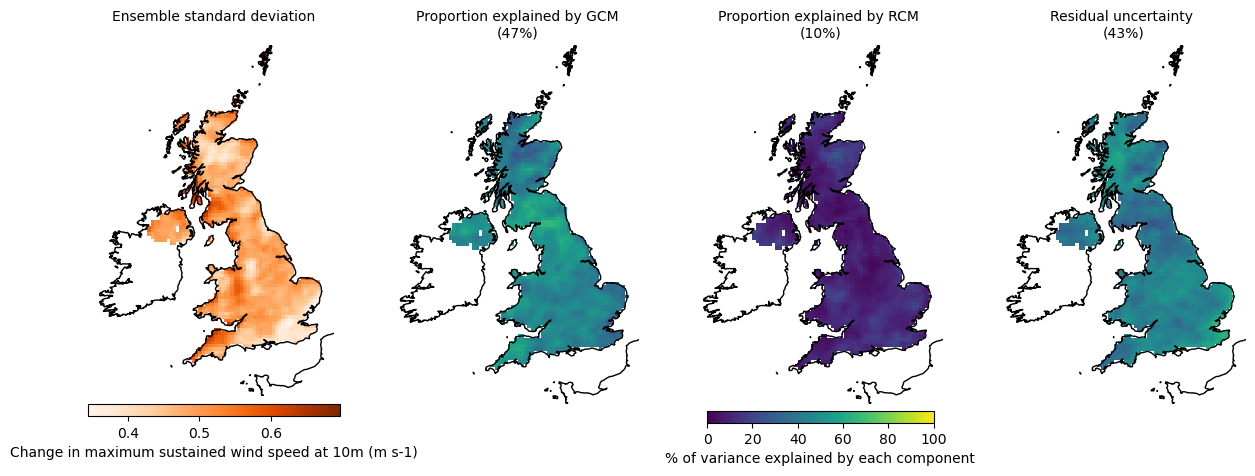 Ensemble standard deviation
Proportion explained by GCM
(47%)
Proportion explained by RCM
(10%)
Residual uncertainty
(43%)
0.4 0.5 0.6
Change in maximum sustained wind speed at 10m (m s-1)
0 20 40 60 80 100
% of variance explained by each component